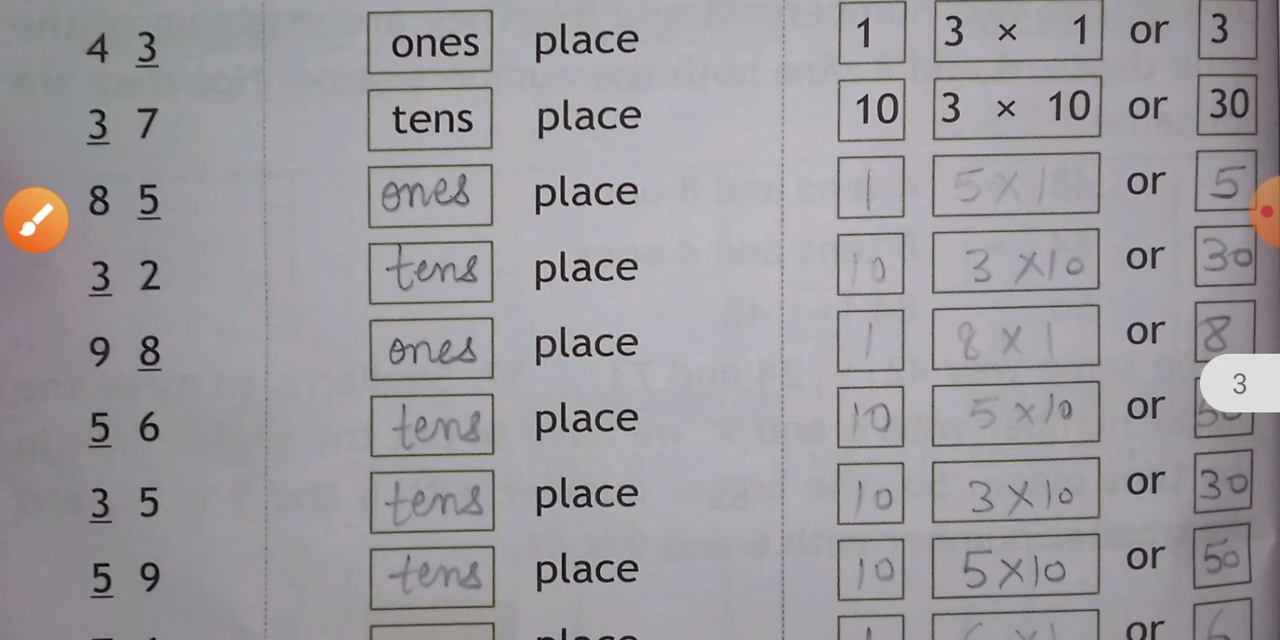 4 3 ones place 1 3 × 1 or 3
3 7 tens place 10 3 × 10 or 30
8 5 ones place 1 5 × 1 or 5
3 2 tens place 10 3 × 10 or 30
9 8 ones place 1 8 × 1 or 8
3
5 6 tens place 10 5 × 10 or 50
3 5 tens place 10 3 × 10 or 30
5 9 tens place 10 5 × 10 or 50
place or